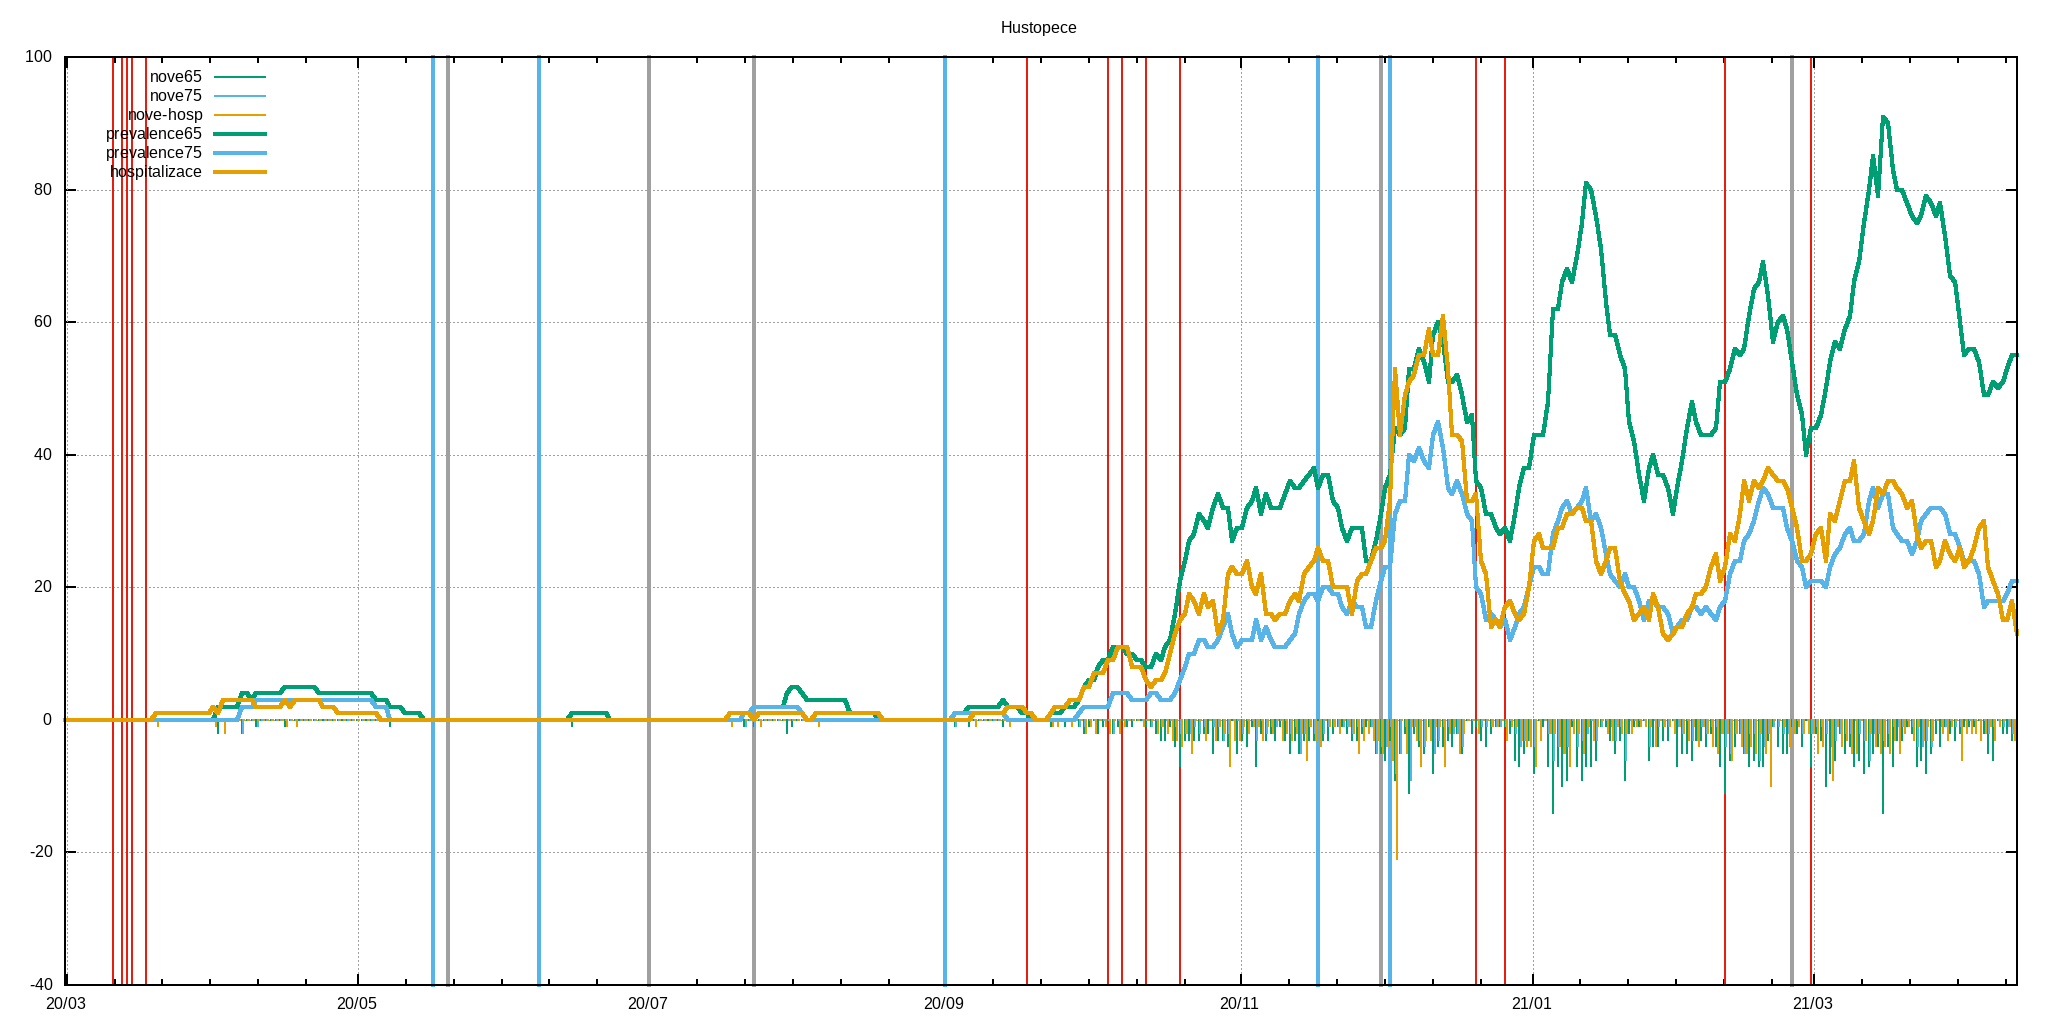 Hustopece
100
80
60
40
20
0
-20
-40
nove65
nove75
nove-hosp
prevalence65
prevalence75
hospitalizace
20/03 20/05 20/07 20/09 20/11 21/01 21/03